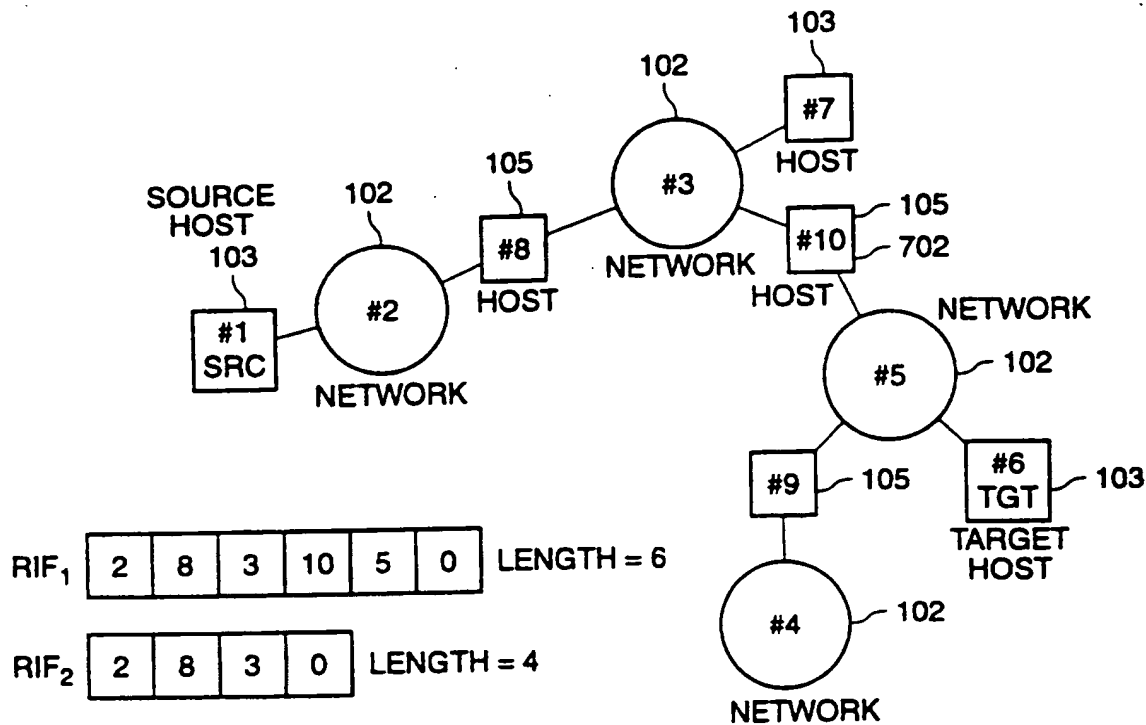 103
102
#7
105
HOST
SOURCE
HOST
102
#3
105
103
#8
#10
702
NETWORK
HOST
HOST
NETWORK
#1
SRC
#2
#5
102
NETWORK
#9
105
#6
TGT
103
TARGET
HOST
RIF1 2 8 3 10 5 0 LENGTH = 6
#4
102
RIF2 2 8 3 0 LENGTH = 4
NETWORK